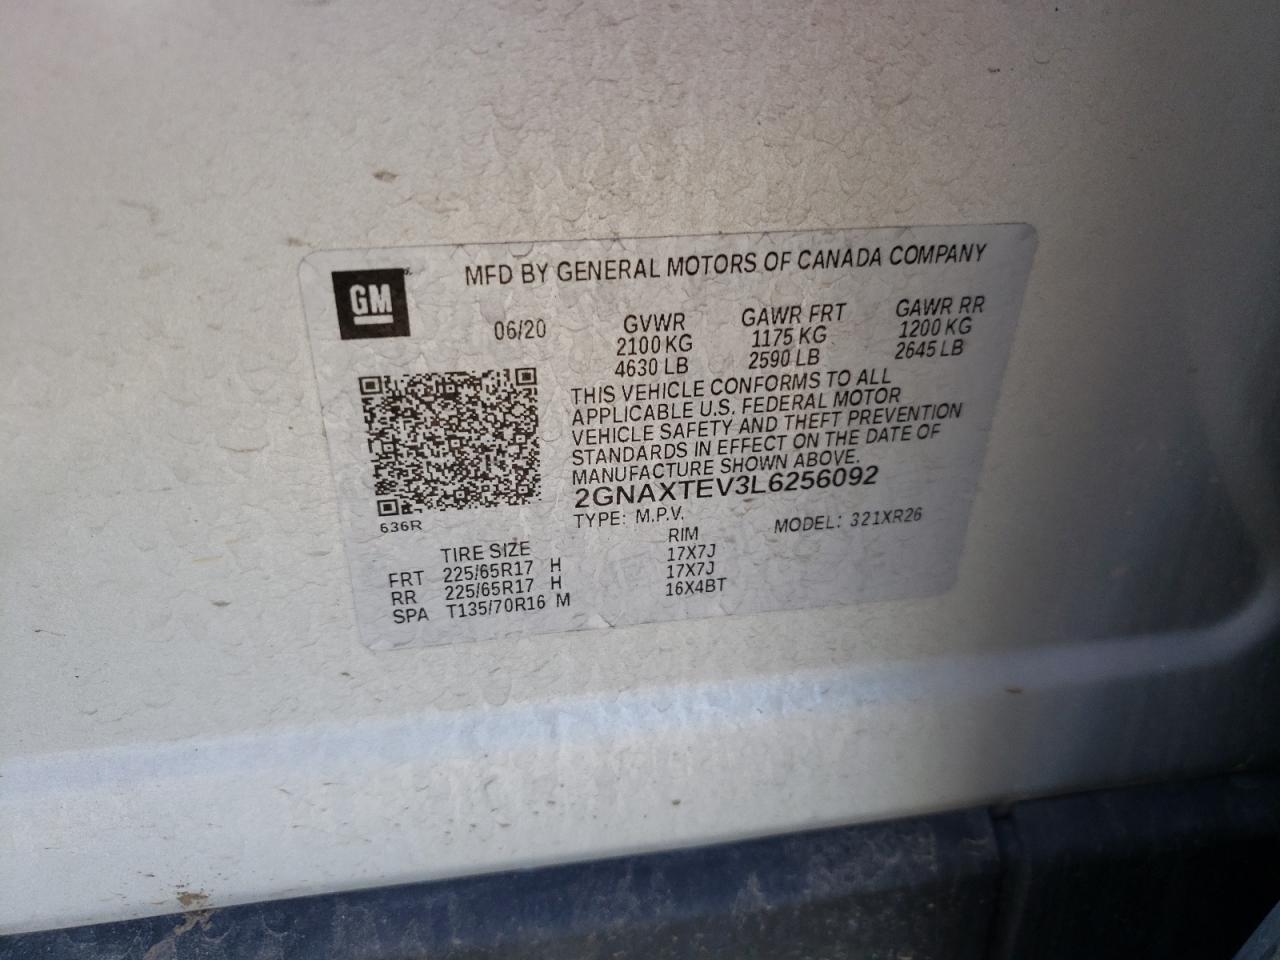 GM
MFD BY GENERAL MOTORS OF CANADA COMPANY
06/20 GVWR GAWR FRT GAWR RR
2100 KG 1175 KG 1200 KG
4630 LB 2590 LB 2645 LB
THIS VEHICLE CONFORMS TO ALL
APPLICABLE U.S. FEDERAL MOTOR
VEHICLE SAFETY AND THEFT PREVENTION
STANDARDS IN EFFECT ON THE DATE OF
MANUFACTURE SHOWN ABOVE.
2GNAXTEV3L6256092
636R
TYPE: M.P.V. MODEL: 321XR26
TIRE SIZE RIM
FRT 225/65R17 H 17X7J
RR 225/65R17 H 17X7J
SPA T135/70R16 M 16X4BT